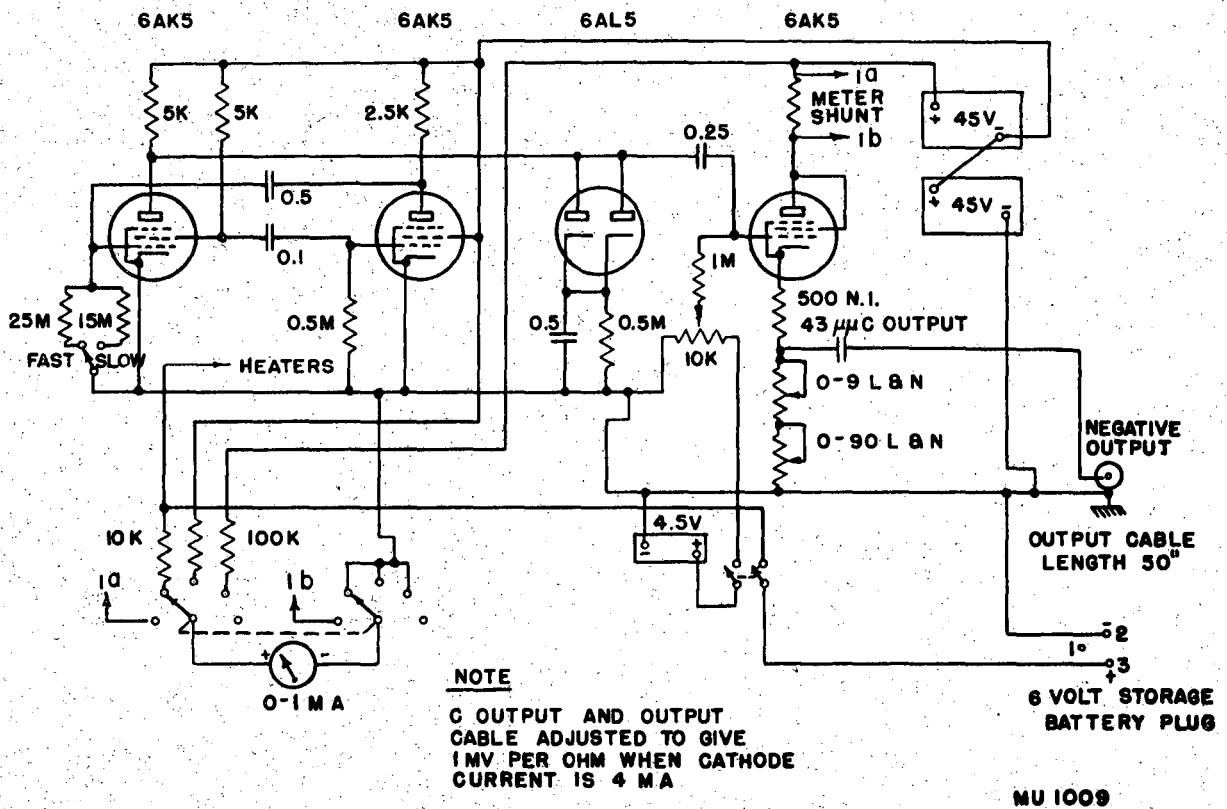 6AK5 6AK5 6AL5 6AK5
1a
5K 5K 2.5K METER SHUNT
45V + -
0.25
1b
0.5
45V + -
0.1
1M
500 N.I.
25M 15M 0.5M 0.5 0.5M
43 μμC OUTPUT
FAST SLOW
HEATERS
10K
0-9 L & N
NEGATIVE
OUTPUT
0-90 L & N
10K 100K
4.5V
- +
OUTPUT CABLE
LENGTH 50"
1a 1b
- 2
1
+ -
3
+
0-1 MA
6 VOLT STORAGE
BATTERY PLUG
NOTE
C OUTPUT AND OUTPUT
CABLE ADJUSTED TO GIVE
1 MV PER OHM WHEN CATHODE
CURRENT IS 4 MA
MU 1009